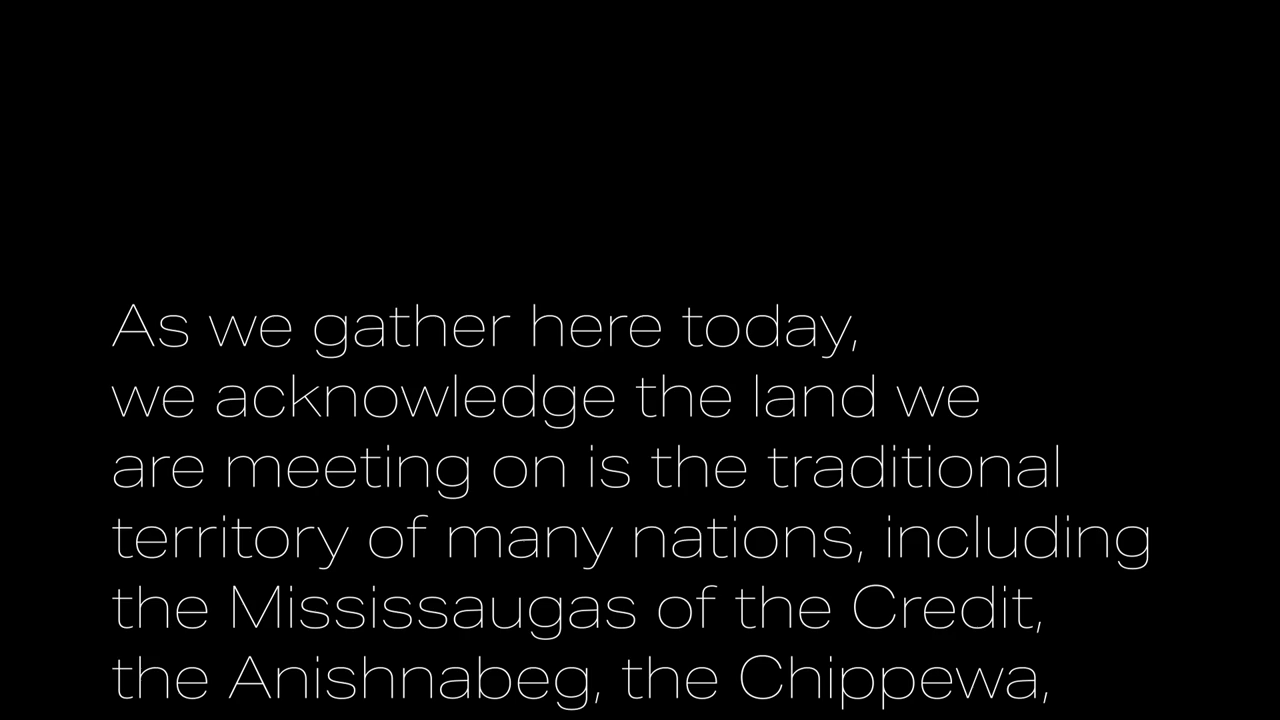 As we gather here today,
we acknowledge the land we
are meeting on is the traditional
territory of many nations, including
the Mississaugas of the Credit,
the Anishnabeg, the Chippewa,